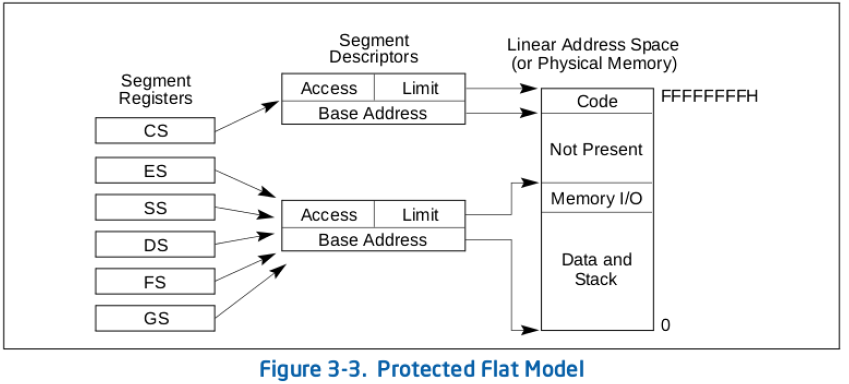 Segment
Registers
CS
ES
SS
DS
FS
GS
Segment
Descriptors
Access
Limit
Base Address
Access
Limit
Base Address
Linear Address Space
(or Physical Memory)
Code
FFFFFFFFH
Not Present
Memory I/O
Data and
Stack
0
Figure 3-3. Protected Flat Model